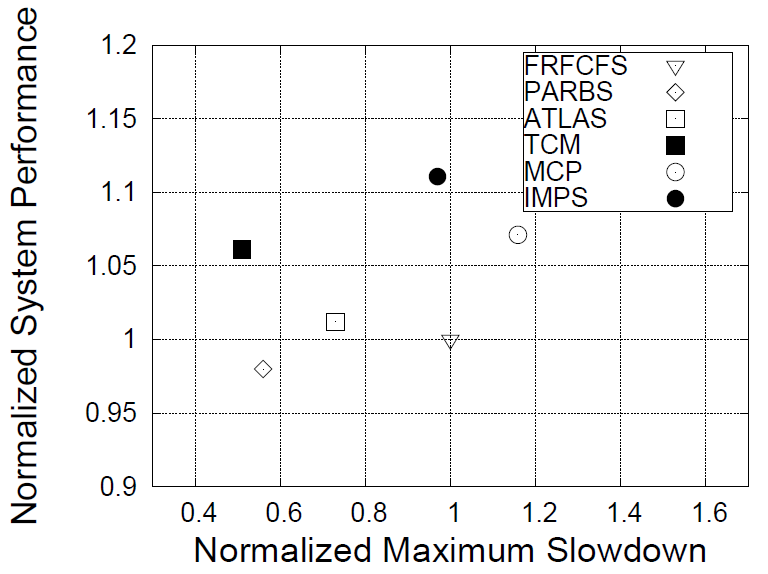 Normalized System Performance
1.2
1.15
1.1
1.05
1
0.95
0.9
FRFCFS
PARBS
ATLAS
TCM
MCP
IMPS
0.4 0.6 0.8 1 1.2 1.4 1.6
Normalized Maximum Slowdown